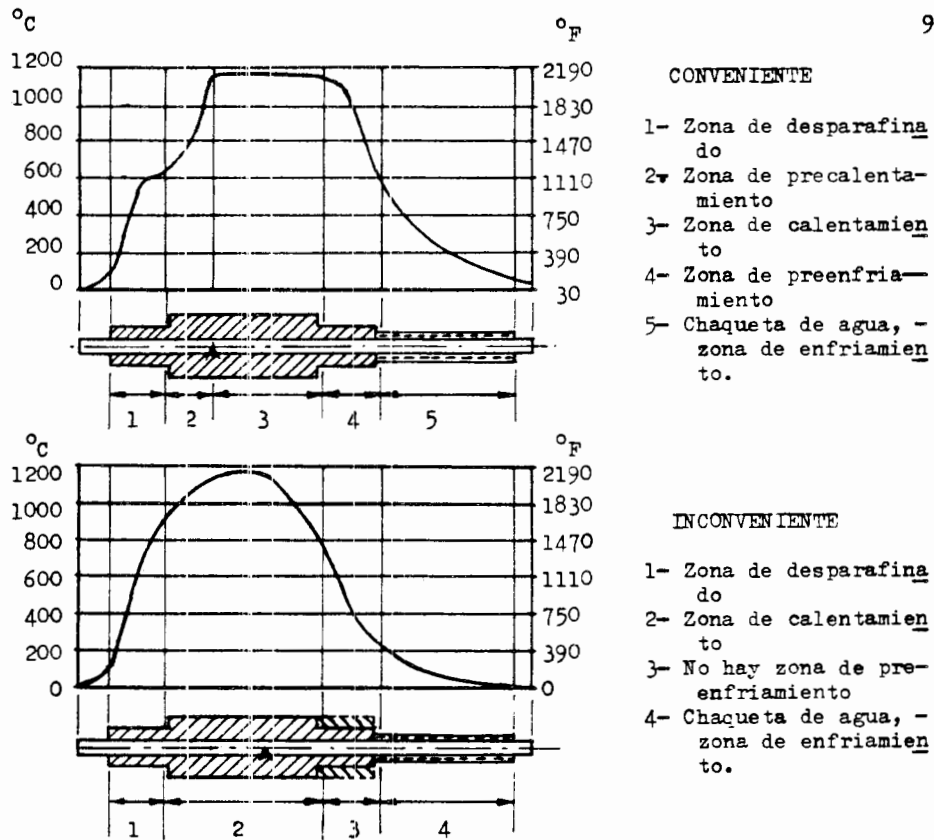 9
°C
°F
1200
1000
800
600
400
200
0
2190
1830
1470
1110
750
390
30
1 2 3 4 5
CONVENIENTE
1- Zona de desparafina
do
2- Zona de precalenta-
miento
3- Zona de calentamien
to
4- Zona de preenfria—
miento
5- Chaqueta de agua, -
zona de enfriamien
to.
°C
°F
1200
1000
800
600
400
200
0
2190
1830
1470
1110
750
390
0
1 2 3 4
INCONVENIENTE
1- Zona de desparafina
do
2- Zona de calentamien
to
3- No hay zona de pre-
enfriamiento
4- Chaqueta de agua, -
zona de enfriamien
to.